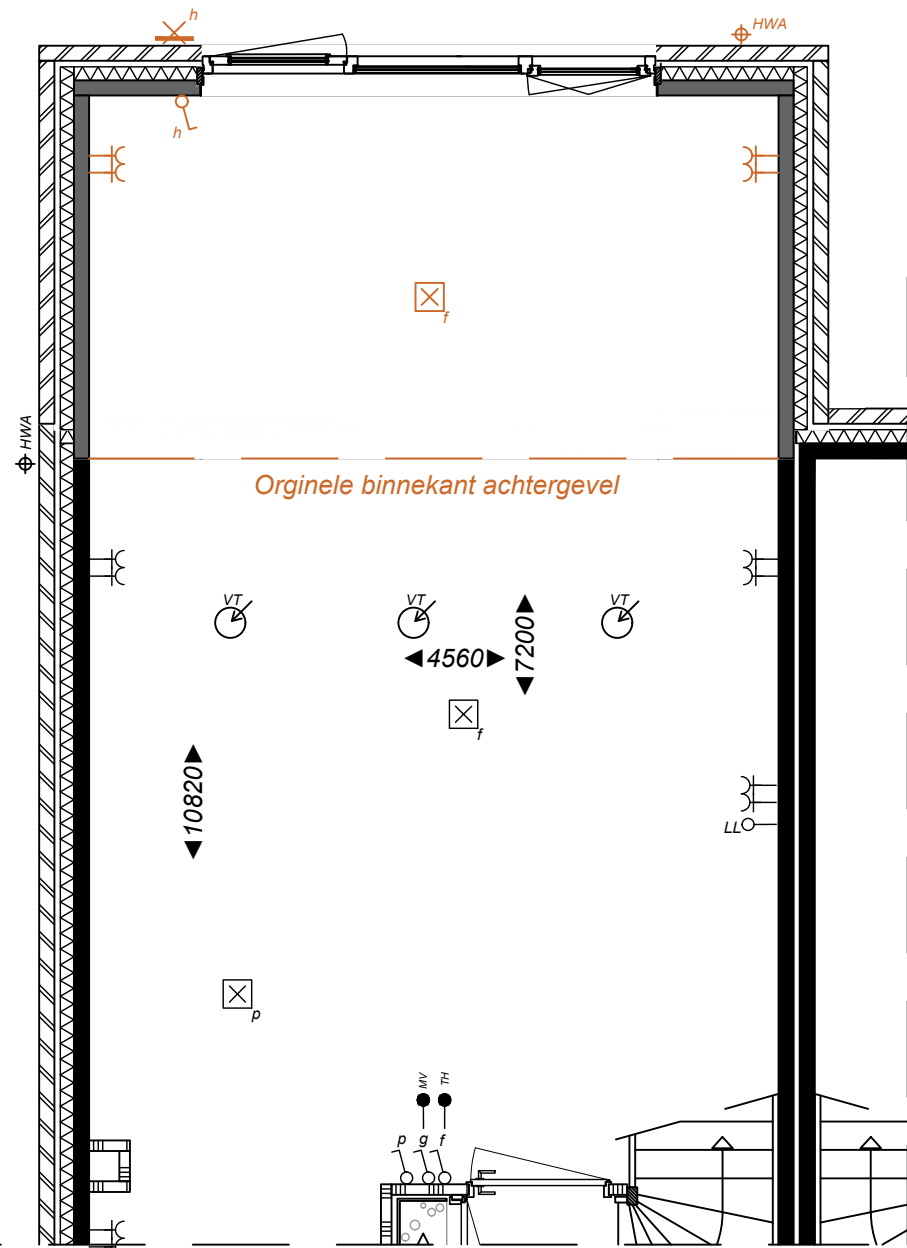 h
HWA
h
f
HWA
Orginele binnekant achtergevel
VT
VT
VT
4560
7200
f
10820
LL
p
MV
TH
p
g
f